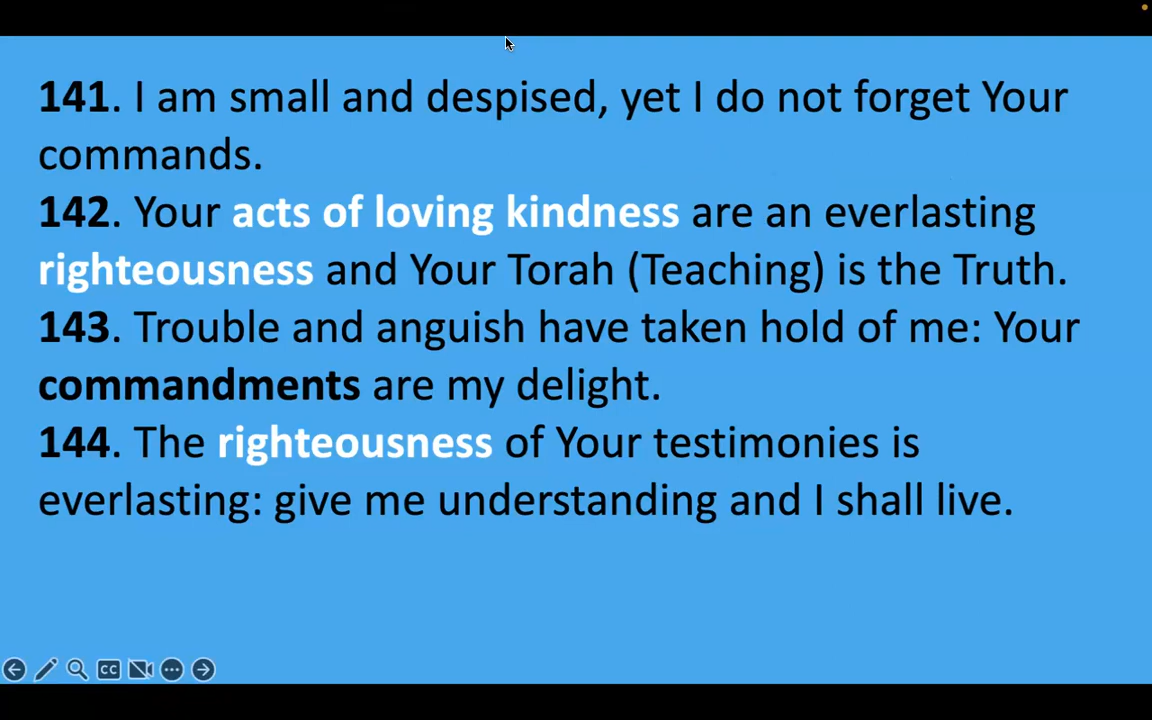 141. I am small and despised, yet I do not forget Your
commands.
142. Your acts of loving kindness are an everlasting
righteousness and Your Torah (Teaching) is the Truth.
143. Trouble and anguish have taken hold of me: Your
commandments are my delight.
144. The righteousness of Your testimonies is
everlasting: give me understanding and I shall live.
CC